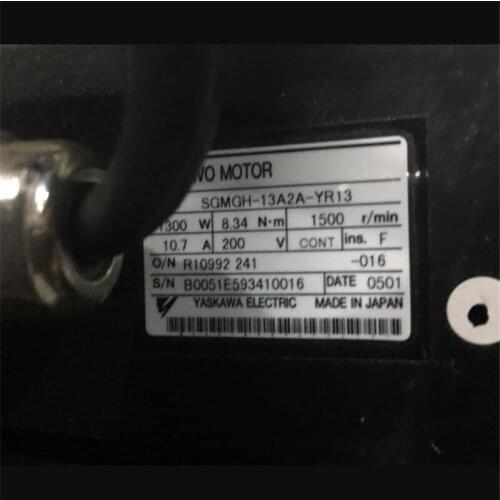 VO MOTOR
SGMGH-13A2A-YR13
1300 W 8.34 N·m 1500 r/min
10.7 A 200 V CONT ins. F
O/N R10992 241 -016
S/N B0051E593410016 DATE 0501
YASKAWA ELECTRIC MADE IN JAPAN